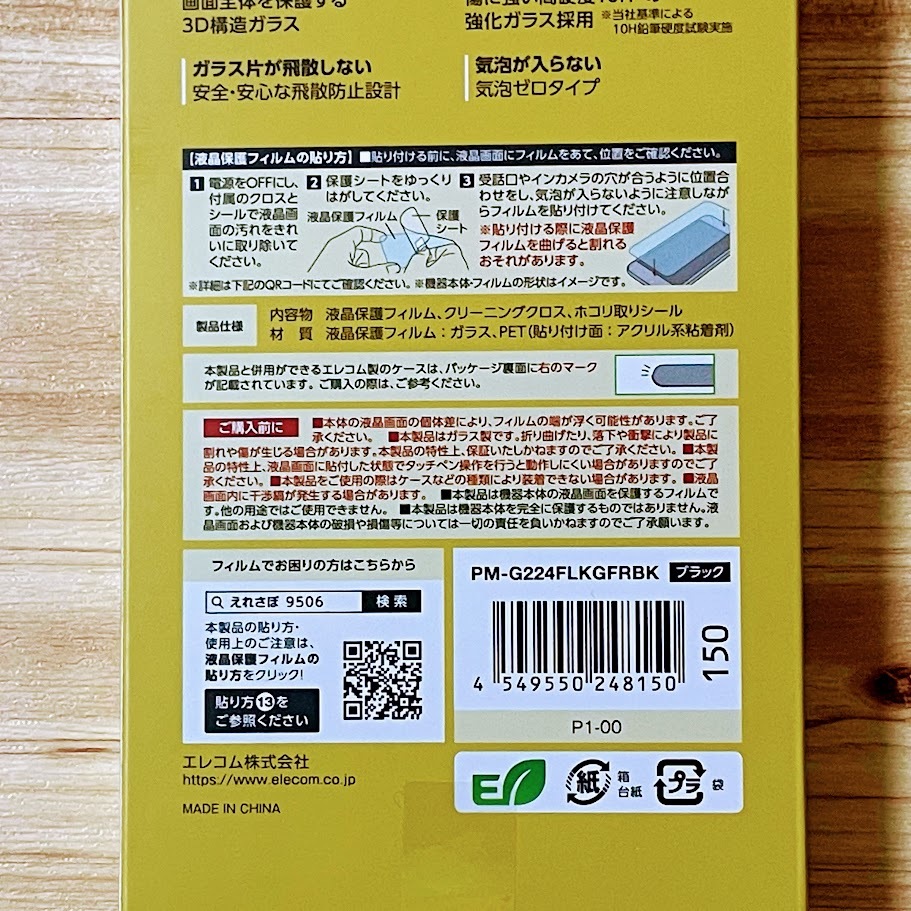 画面全体を保護する
3D構造ガラス
強化ガラス採用 ※当社基準による
10H鉛筆硬度試験実施
ガラス片が飛散しない
安全・安心な飛散防止設計
気泡が入らない
気泡ゼロタイプ
【液晶保護フィルムの貼り方】 ■貼り付ける前に、液晶画面にフィルムをあて、位置をご確認ください。
1 電源をOFFにし、
付属のクロスと
シールで液晶画
面の汚れをきれ
いに取り除いて
ください。
2 保護シートをゆっくり
はがしてください。
液晶保護フィルム
保護
シート
3 受話口やインカメラの穴が合うように位置合
わせをし、気泡が入らないように注意しなが
らフィルムを貼り付けてください。
※貼り付ける際に液晶保護
フィルムを曲げると割れる
おそれがあります。
※詳細は下記のQRコードにてご確認ください。※機器本体・フィルムの形状はイメージです。
製品仕様
内容物 液晶保護フィルム、クリーニングクロス、ホコリ取りシール
材 質 液晶保護フィルム：ガラス、PET（貼り付け面：アクリル系粘着剤）
本製品と併用ができるエレコム製のケースは、パッケージ裏面に右のマーク
が記載されています。ご購入の際は、ご参考ください。
ご購入前に ■本体の液晶画面の個体差により、フィルムの端が浮く可能性があります。ご了
承ください。 ■本製品はガラス製です。折り曲げたり、落下や衝撃により製品に
割れや傷が生じる場合があります。本製品の特性上、保証いたしかねますのでご了承ください。 ■本製
品の特性上、液晶画面に貼付した状態でタッチペン操作を行うと動作しにくい場合がありますのでご了
承ください。 ■本製品をご使用の際はケースなどの種類により装着できない場合があります。 ■液晶
画面内に干渉縞が発生する場合があります。 ■本製品は機器本体の液晶画面を保護するフィルムで
す。他の用途ではご使用できません。 ■本製品は機器本体を完全に保護するものではありません。液
晶画面および機器本体の破損や損傷等については一切の責任を負いかねますのでご了承願います。
フィルムでお困りの方はこちらから
えれさぽ 9506 検索
本製品の貼り方・
使用上のご注意は、
液晶保護フィルムの
貼り方をクリック!
貼り方⑬を
ご参照ください
PM-G224FLKGFRBK ブラック
150
4 549550 248150
P1-00
エレコム株式会社
https://www.elecom.co.jp
MADE IN CHINA
E
紙
箱
台紙
プラ
袋